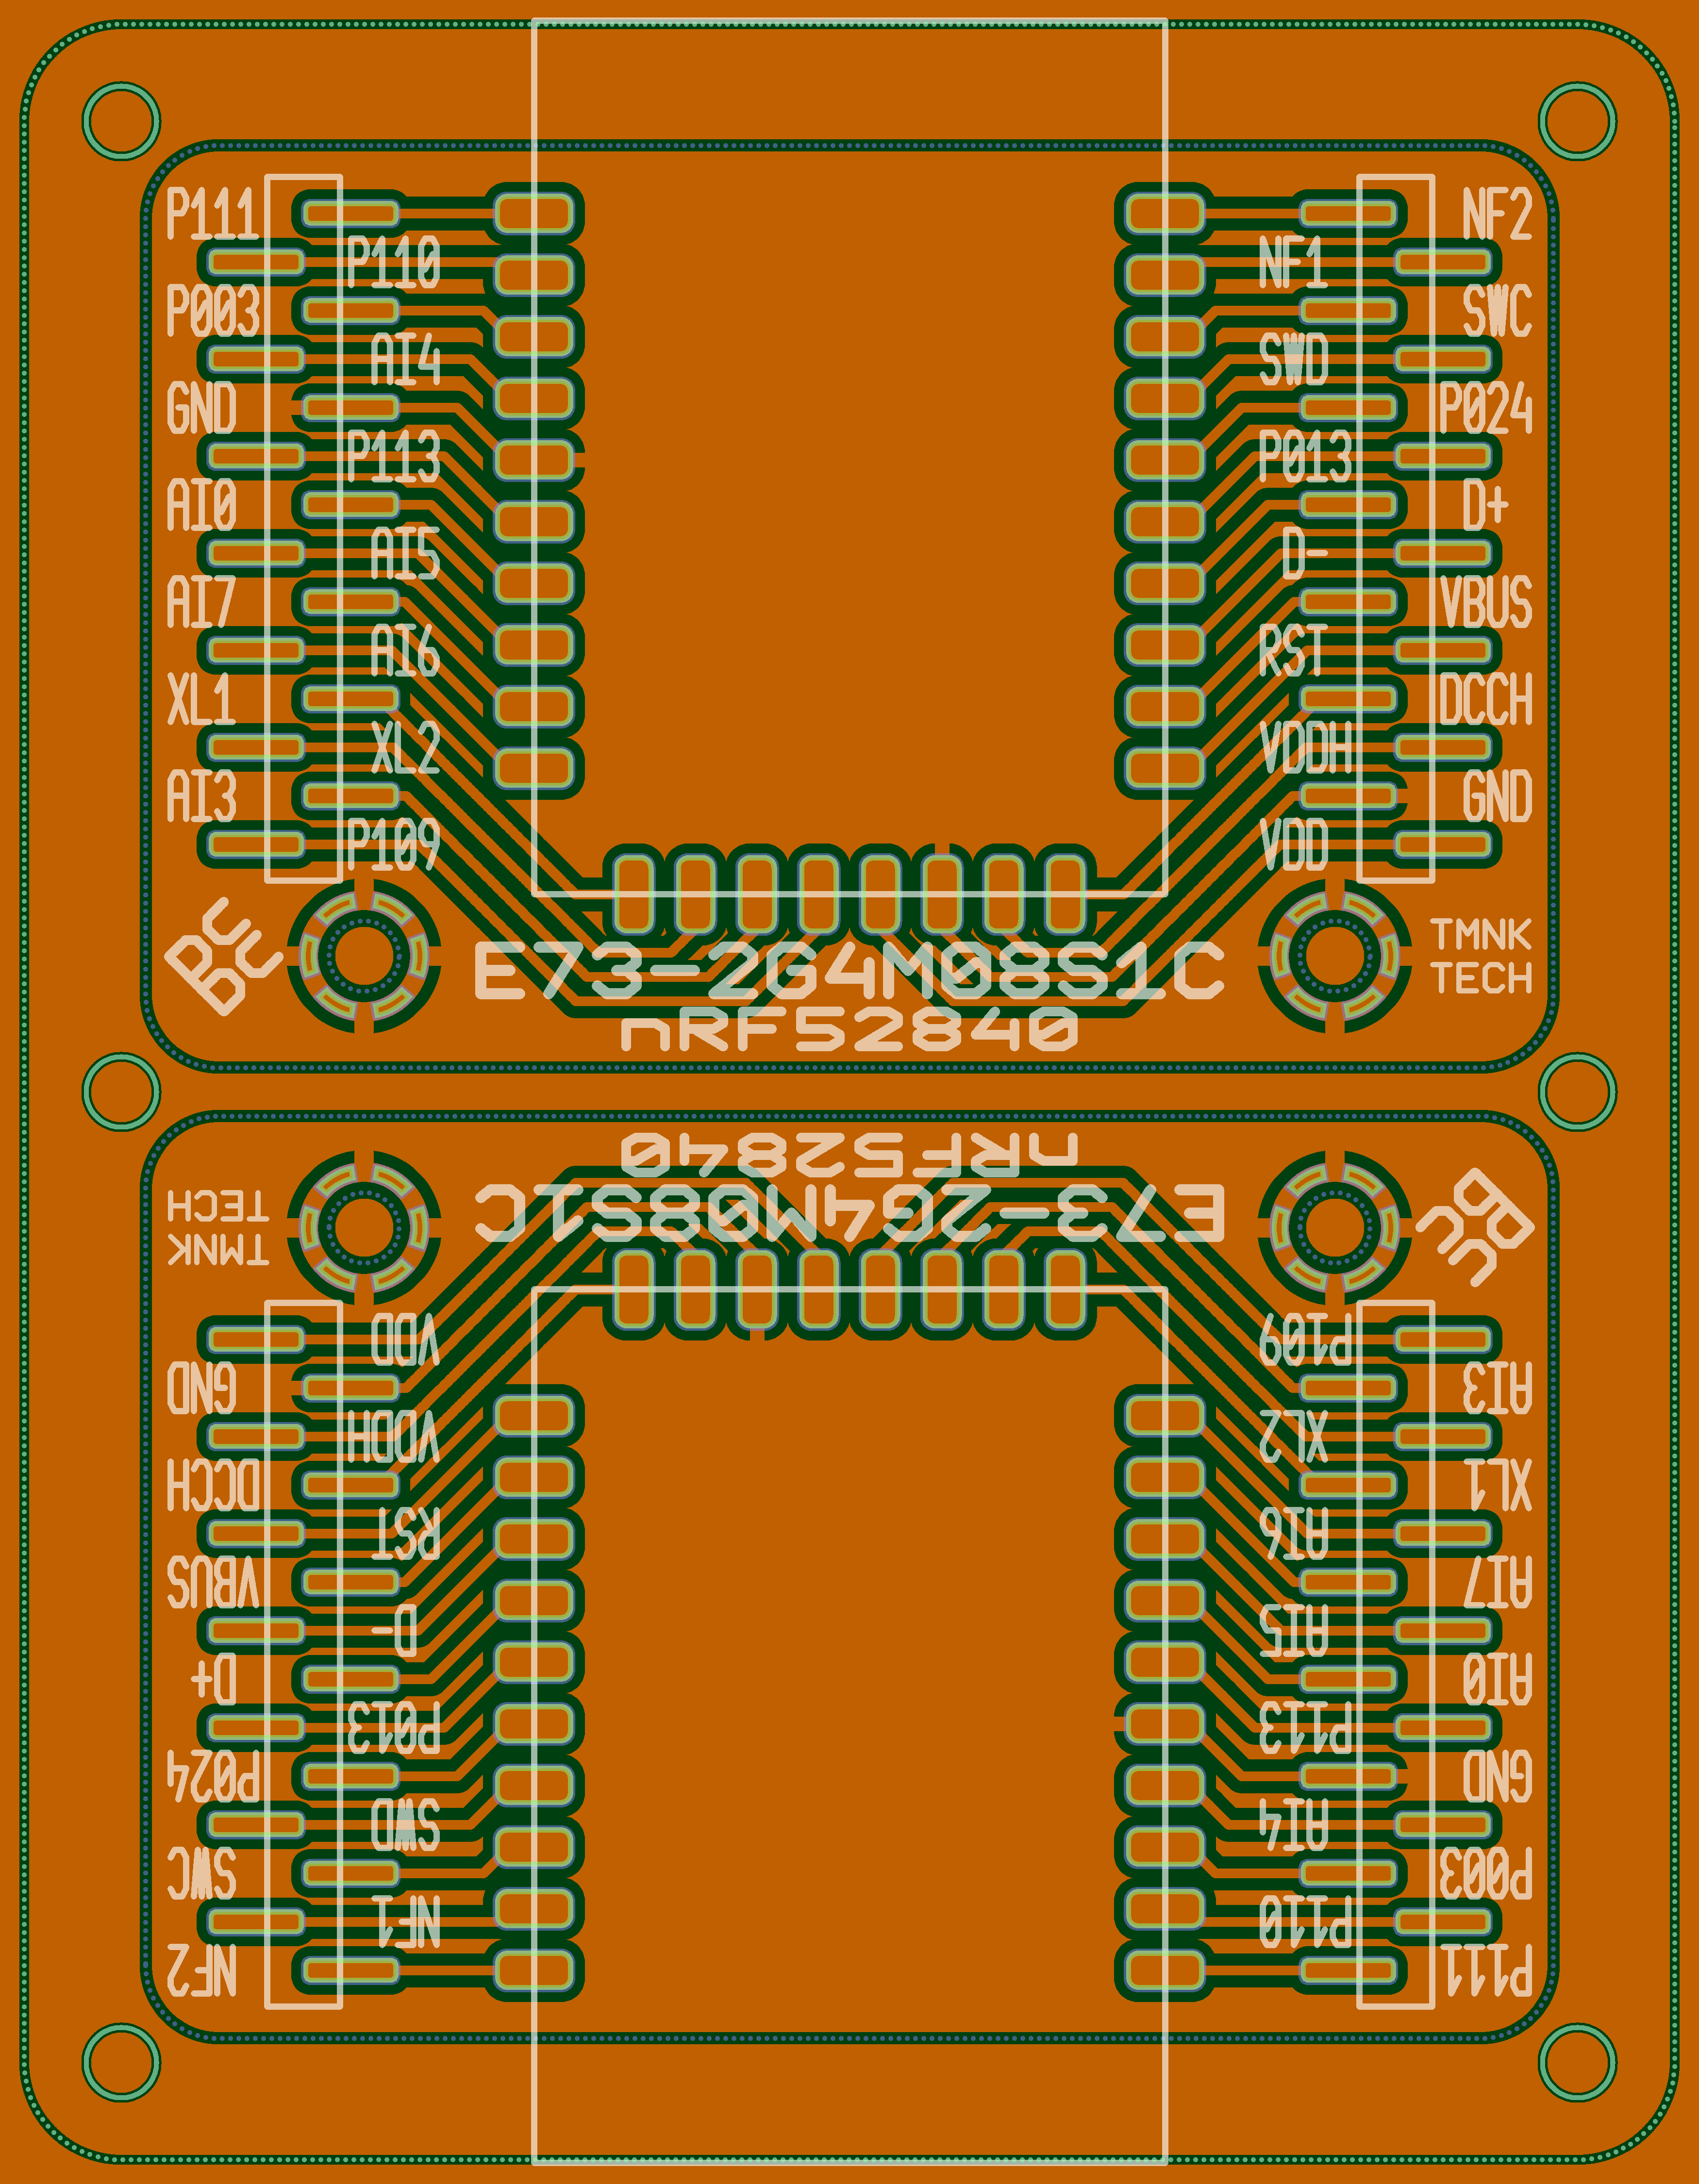 P111 NF2
P110 NF1
P003 SWC
AI4 SWD
GND P024
P113 P013
AI0 D+
AI5 D-
AI7 VBUS
AI6 RST
XL1 DCCH
XL2 VDDH
AI3 GND
P109 VDD
TMNK
TECH
E73-2G4M08S1C
nRF52840
nRF52840
E73-2G4M08S1C
TECH
TMNK
VDD P109
GND AI3
VDDH XL2
DCCH XL1
RST AI6
VBUS AI7
D- AI5
D+ AI0
P013 P113
P024 GND
SWD AI4
SWC P003
NF1 P110
NF2 P111